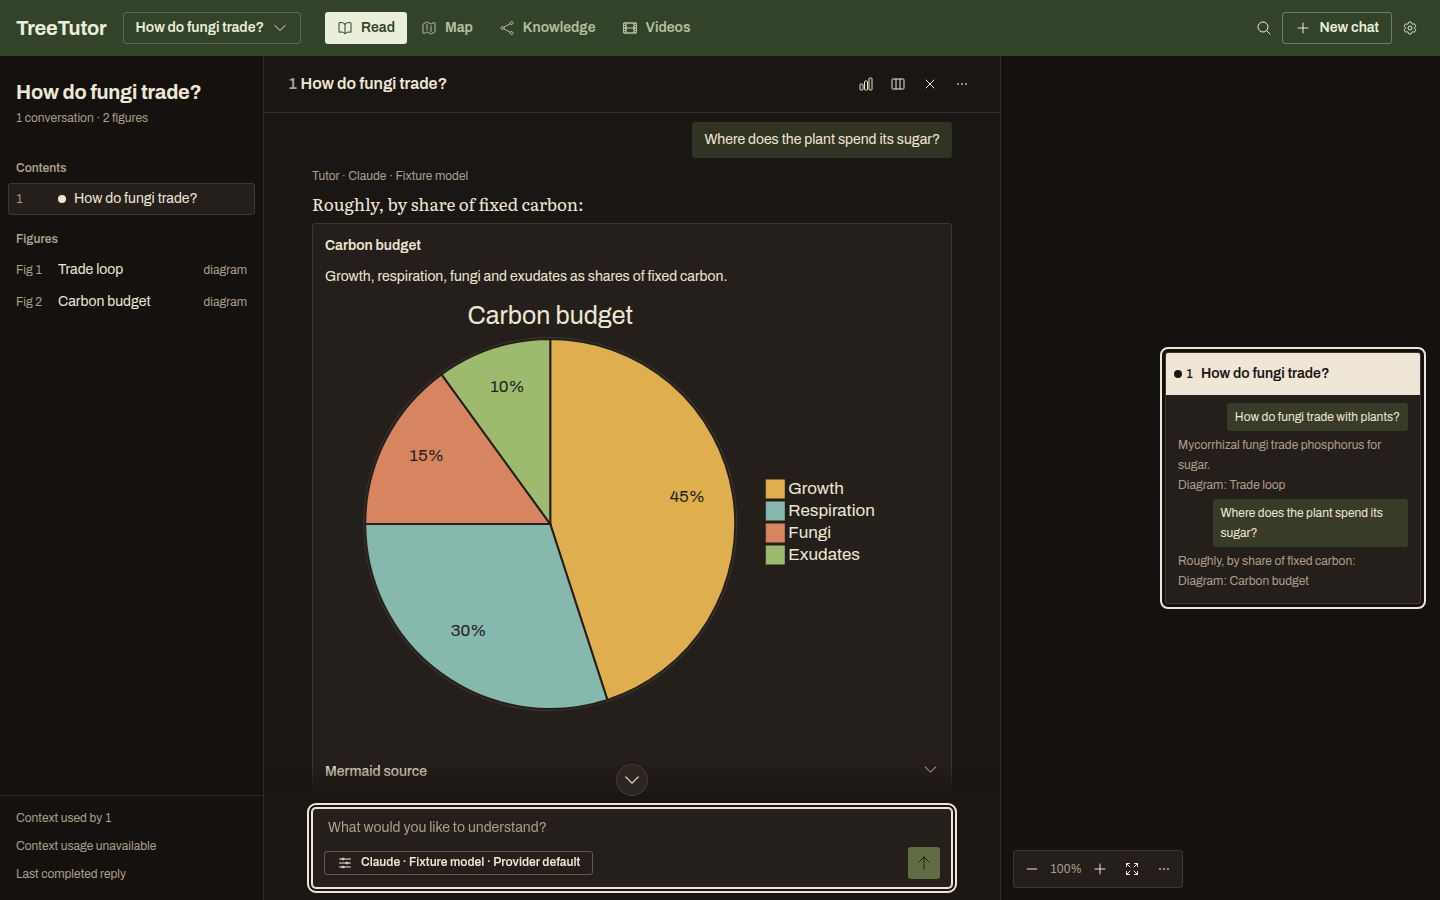 TreeTutor
How do fungi trade?
Read
Map
Knowledge
Videos
New chat
How do fungi trade?
1 conversation · 2 figures
Contents
1 How do fungi trade?
Figures
Fig 1 Trade loop diagram
Fig 2 Carbon budget diagram
Context used by 1
Context usage unavailable
Last completed reply
1 How do fungi trade?
Where does the plant spend its sugar?
Tutor · Claude · Fixture model
Roughly, by share of fixed carbon:
Carbon budget
Growth, respiration, fungi and exudates as shares of fixed carbon.
Carbon budget
10%
15%
45%
30%
Growth
Respiration
Fungi
Exudates
Mermaid source
What would you like to understand?
Claude · Fixture model · Provider default
1 How do fungi trade?
How do fungi trade with plants?
Mycorrhizal fungi trade phosphorus for
sugar.
Diagram: Trade loop
Where does the plant spend its
sugar?
Roughly, by share of fixed carbon:
Diagram: Carbon budget
100%